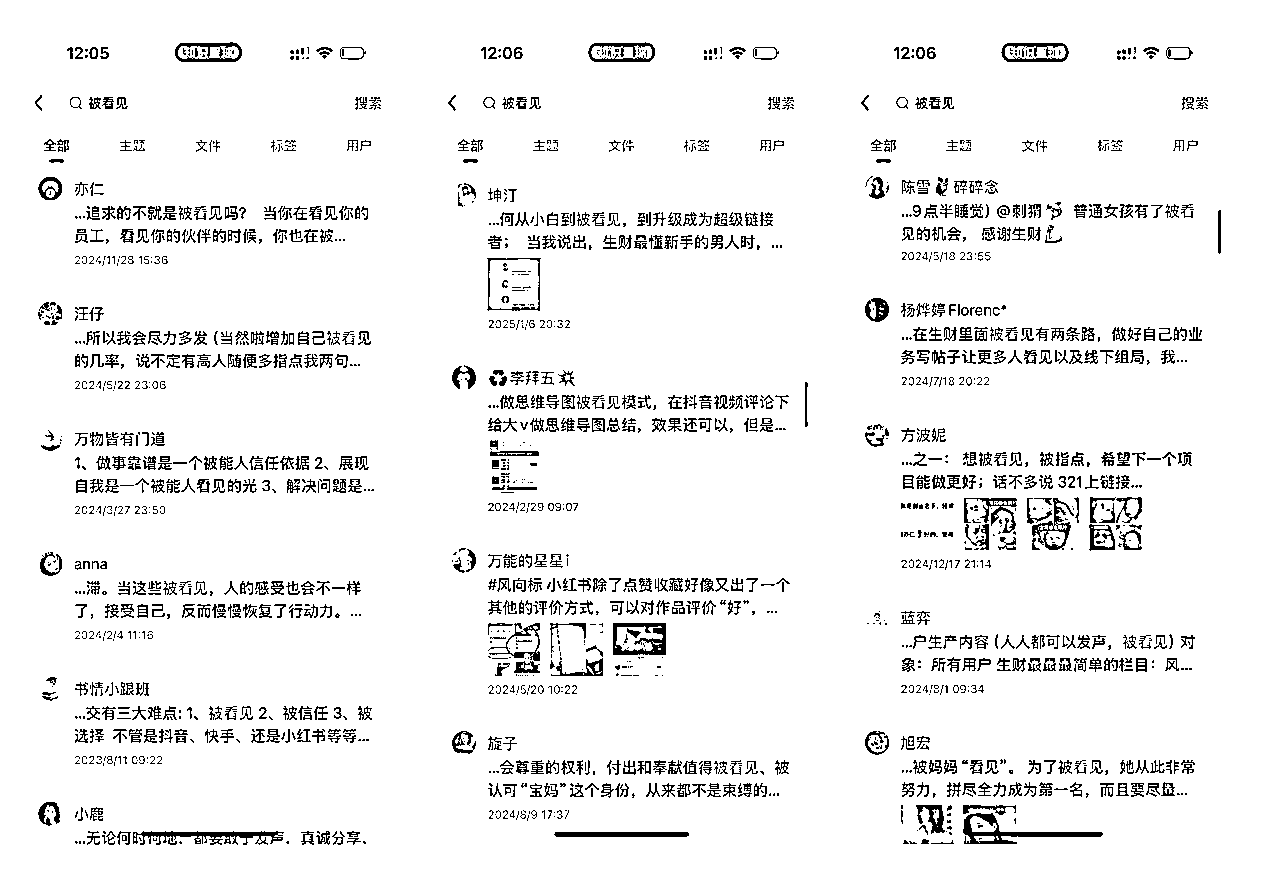 12:05
被看见
搜索
全部 主题 文件 标签 用户
亦仁
...追求的不就是被看见吗? 当你在看见你的
员工，看见你的伙伴的时候，你也在被...
2024/11/28 15:36
汪仔
...所以我会尽力多发（当然啦增加自己被看见
的几率，说不定有高人随便多指点我两句...
2024/5/22 23:06
万物皆有门道
1、做事靠谱是一个被能人信任依据 2、展现
自我是一个被能人看见的光 3、解决问题是...
2024/3/27 23:50
anna
...滞。当这些被看见，人的感受也会不一样
了，接受自己，反而慢慢恢复了行动力。...
2024/2/4 11:16
书情小跟班
...交有三大难点: 1、被看见 2、被信任 3、被
选择 不管是抖音、快手、还是小红书等等...
2023/8/11 09:22
小鹿
...无论何时何地，都要敢于发声，真诚分享、
12:06
被看见
搜索
全部 主题 文件 标签 用户
坤汀
...何从小白到被看见，到升级成为超级链接
者； 当我说出，生财最懂新手的男人时，...
2025/1/6 20:32
李拜五
...做思维导图被看见模式，在抖音视频评论下
给大v做思维导图总结，效果还可以，但是...
2024/2/29 09:07
万能的星星i
#风向标 小红书除了点赞收藏好像又出了一个
其他的评价方式，可以对作品评价“好”，...
2024/5/20 10:22
旋子
...会尊重的权利，付出和奉献值得被看见、被
认可“宝妈”这个身份，从来都不是束缚的...
2024/8/9 17:37
12:06
被看见
搜索
全部 主题 文件 标签 用户
陈雪 碎碎念
...9点半睡觉) @刺猬 普通女孩有了被看
见的机会， 感谢生财
2024/5/18 23:55
杨烨婷Florenc*
...在生财里面被看见有两条路，做好自己的业
务写帖子让更多人看见以及线下组局，我...
2024/7/18 20:22
方波妮
...之一： 想被看见，被指点，希望下一个项
目能做更好；话不多说 321上链接...
2024/12/17 21:14
蓝弈
...户生产内容（人人都可以发声，被看见）对
象：所有用户 生财最最最简单的栏目：风...
2024/8/1 09:34
旭宏
...被妈妈“看见”。 为了被看见，她从此非常
努力，拼尽全力成为第一名，而且要尽量...